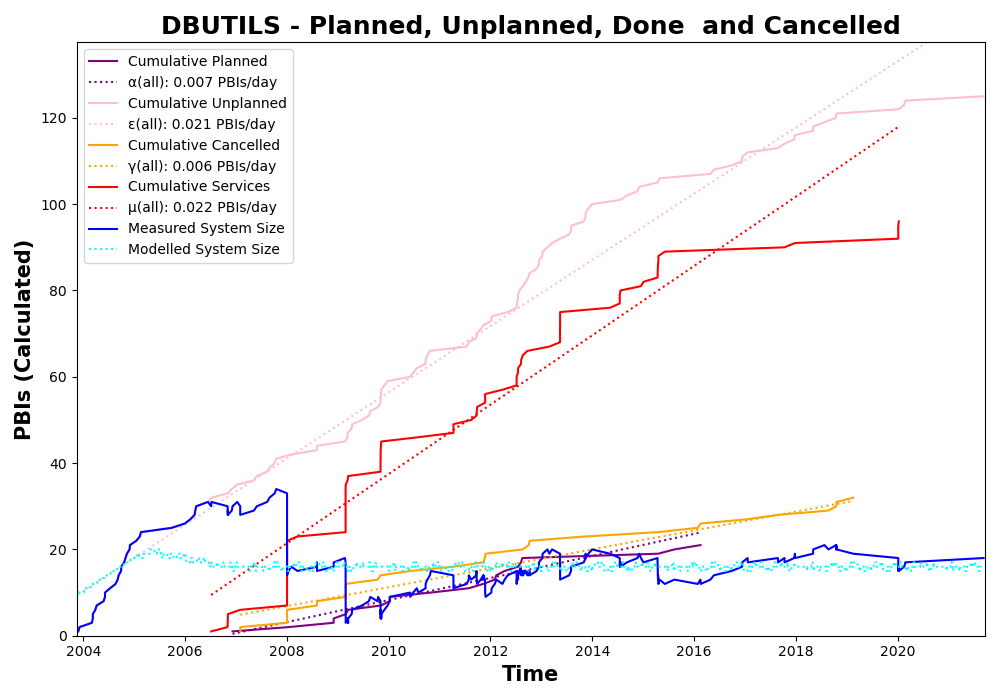 DBUTILS - Planned, Unplanned, Done  and Cancelled
PBIs (Calculated)
120
100
80
60
40
20
0
Cumulative Planned
α(all): 0.007 PBIs/day
Cumulative Unplanned
ε(all): 0.021 PBIs/day
Cumulative Cancelled
γ(all): 0.006 PBIs/day
Cumulative Services
μ(all): 0.022 PBIs/day
Measured System Size
Modelled System Size
2004 2006 2008 2010 2012 2014 2016 2018 2020
Time